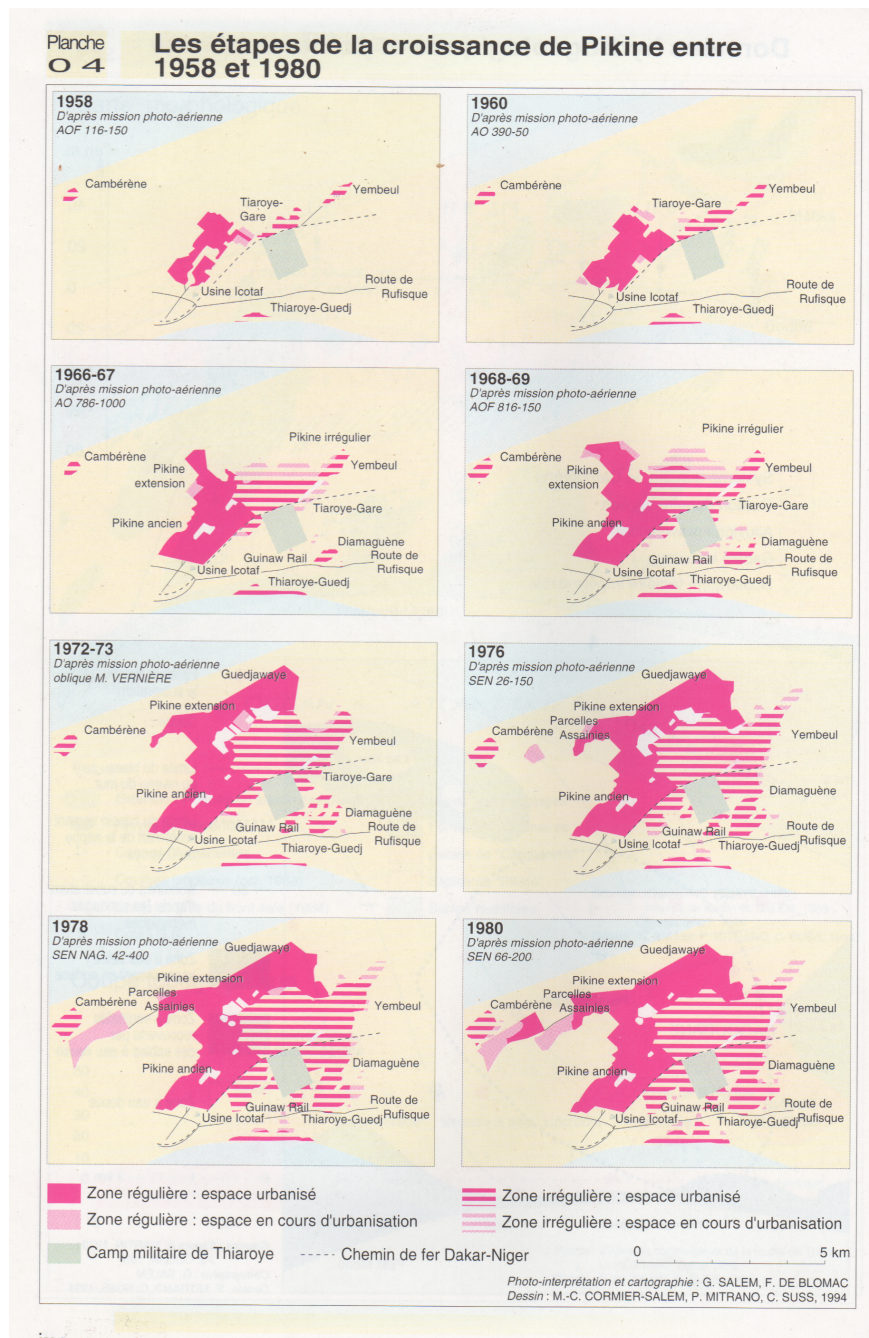 Planche
04
Les étapes de la croissance de Pikine entre
1958 et 1980
1958
D'après mission photo-aérienne
AOF 116-150
Cambérène
Tiaroye-
Gare
Yembeul
Usine Icotaf
Route de
Rufisque
Thiaroye-Guedj
1960
D'après mission photo-aérienne
AO 390-50
Cambérène
Tiaroye-Gare
Yembeul
Usine Icotaf
Route de
Rufisque
Thiaroye-Guedj
1966-67
D'après mission photo-aérienne
AO 786-1000
Pikine irrégulier
Cambérène
Pikine
extension
Yembeul
Tiaroye-Gare
Pikine ancien
Diamaguène
Guinaw Rail
Route de
Rufisque
Usine Icotaf
Thiaroye-Guedj
1968-69
D'après mission photo-aérienne
AOF 816-150
Pikine irrégulier
Cambérène
Pikine
extension
Yembeul
Tiaroye-Gare
Pikine ancien
Diamaguène
Guinaw Rail
Route de
Rufisque
Usine Icotaf
Thiaroye-Guedj
1972-73
D'après mission photo-aérienne
oblique M. VERNIÈRE
Guedjawaye
Pikine extension
Cambérène
Yembeul
Tiaroye-Gare
Pikine ancien
Diamaguène
Guinaw Rail
Route de
Rufisque
Usine Icotaf
Thiaroye-Guedj
1976
D'après mission photo-aérienne
SEN 26-150
Guedjawaye
Pikine extension
Parcelles
Assainies
Cambérène
Yembeul
Pikine ancien
Diamaguène
Guinaw Rail
Route de
Rufisque
Usine Icotaf
Thiaroye-Guedj
1978
D'après mission photo-aérienne
SEN NAG. 42-400
Guedjawaye
Pikine extension
Parcelles
Assainies
Cambérène
Yembeul
Pikine ancien
Diamaguène
Guinaw Rail
Route de
Rufisque
Usine Icotaf
Thiaroye-Guedj
1980
D'après mission photo-aérienne
SEN 66-200
Guedjawaye
Pikine extension
Parcelles
Assainies
Cambérène
Yembeul
Pikine ancien
Diamaguène
Guinaw Rail
Route de
Rufisque
Usine Icotaf
Thiaroye-Guedj
Zone régulière : espace urbanisé
Zone régulière : espace en cours d'urbanisation
Camp militaire de Thiaroye
Chemin de fer Dakar-Niger
Zone irrégulière : espace urbanisé
Zone irrégulière : espace en cours d'urbanisation
0 5 km
Photo-interprétation et cartographie : G. SALEM, F. DE BLOMAC
Dessin : M.-C. CORMIER-SALEM, P. MITRANO, C. SUSS, 1994